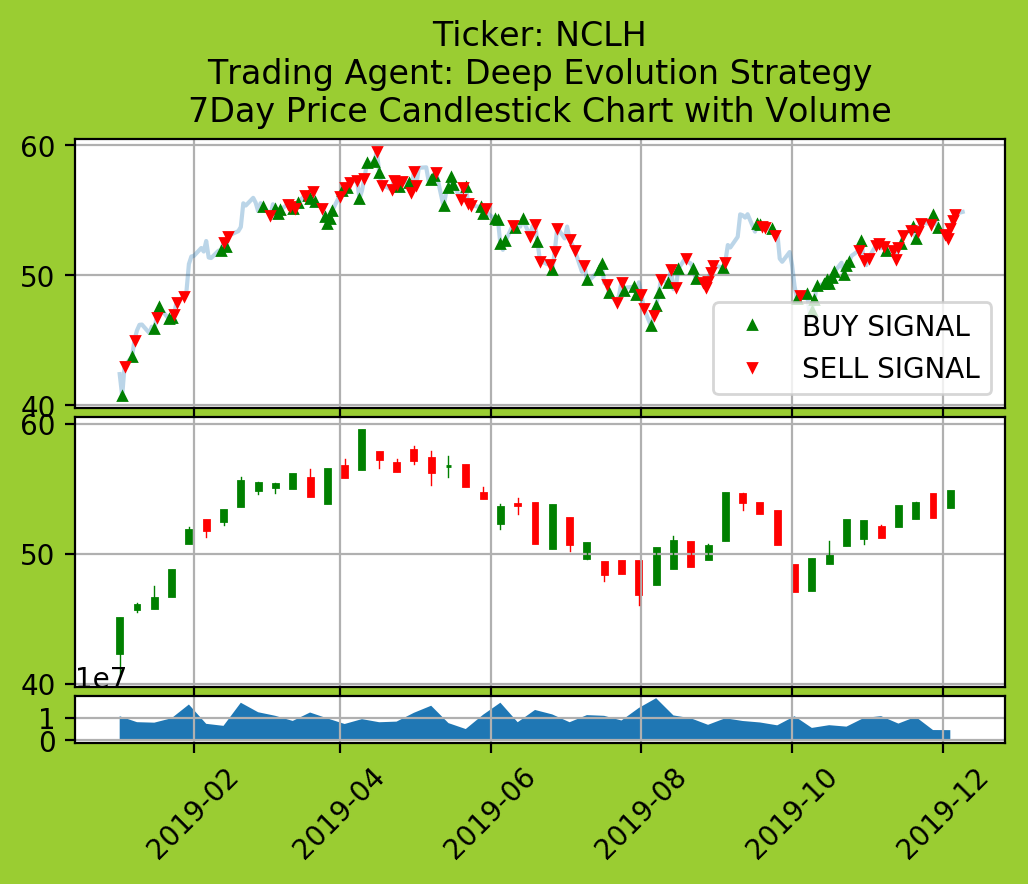 Ticker: NCLH
Trading Agent: Deep Evolution Strategy
7Day Price Candlestick Chart with Volume
60
50
40
BUY SIGNAL
SELL SIGNAL
60
50
40
1e7
1
0
2019-02
2019-04
2019-06
2019-08
2019-10
2019-12